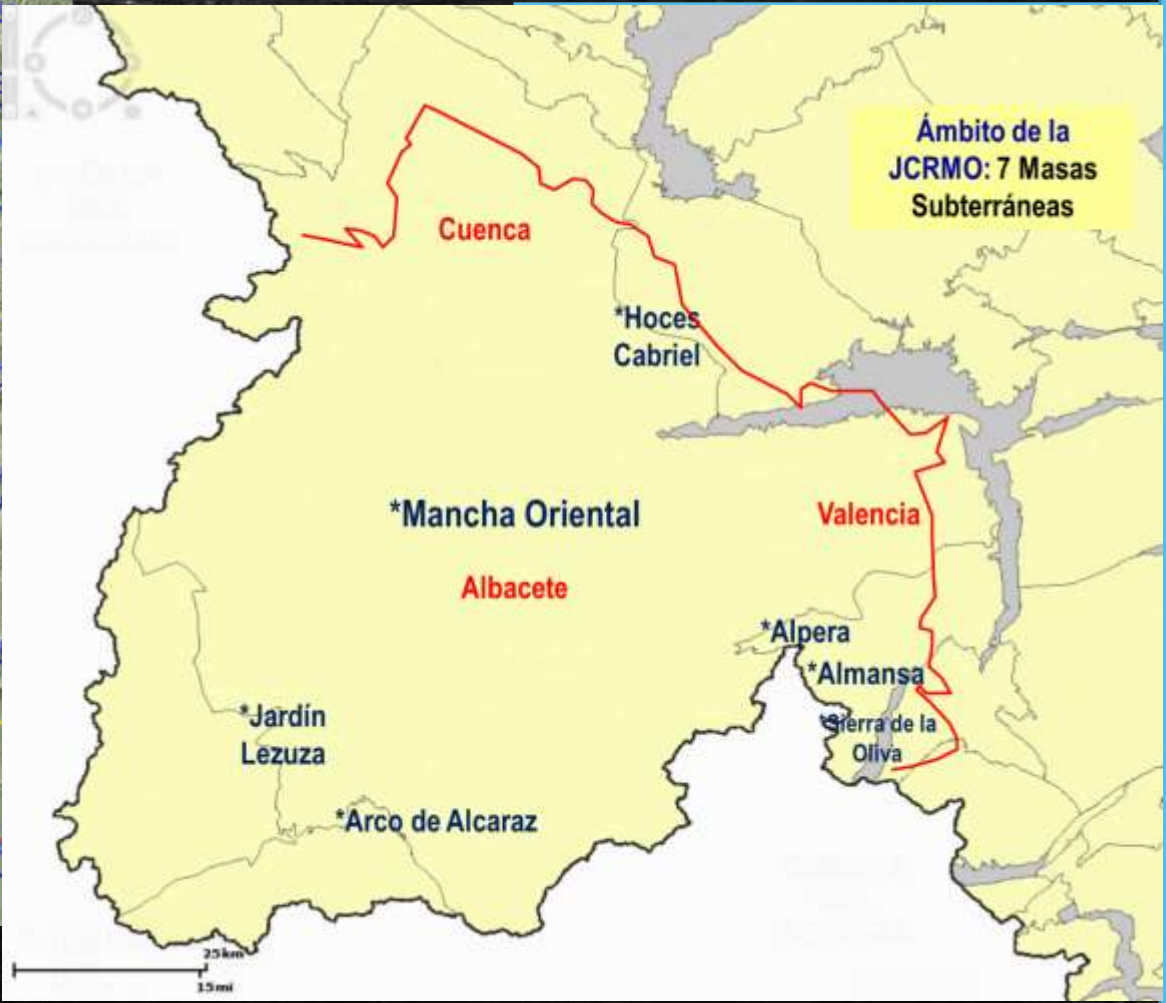 Ámbito de la
JCRMO: 7 Masas
Subterráneas
Cuenca
*Hoces
Cabriel
*Mancha Oriental
Valencia
Albacete
*Alpera
*Almansa
*Sierra de la
Oliva
*Jardín
Lezuza
*Arco de Alcaraz
25km
15mi